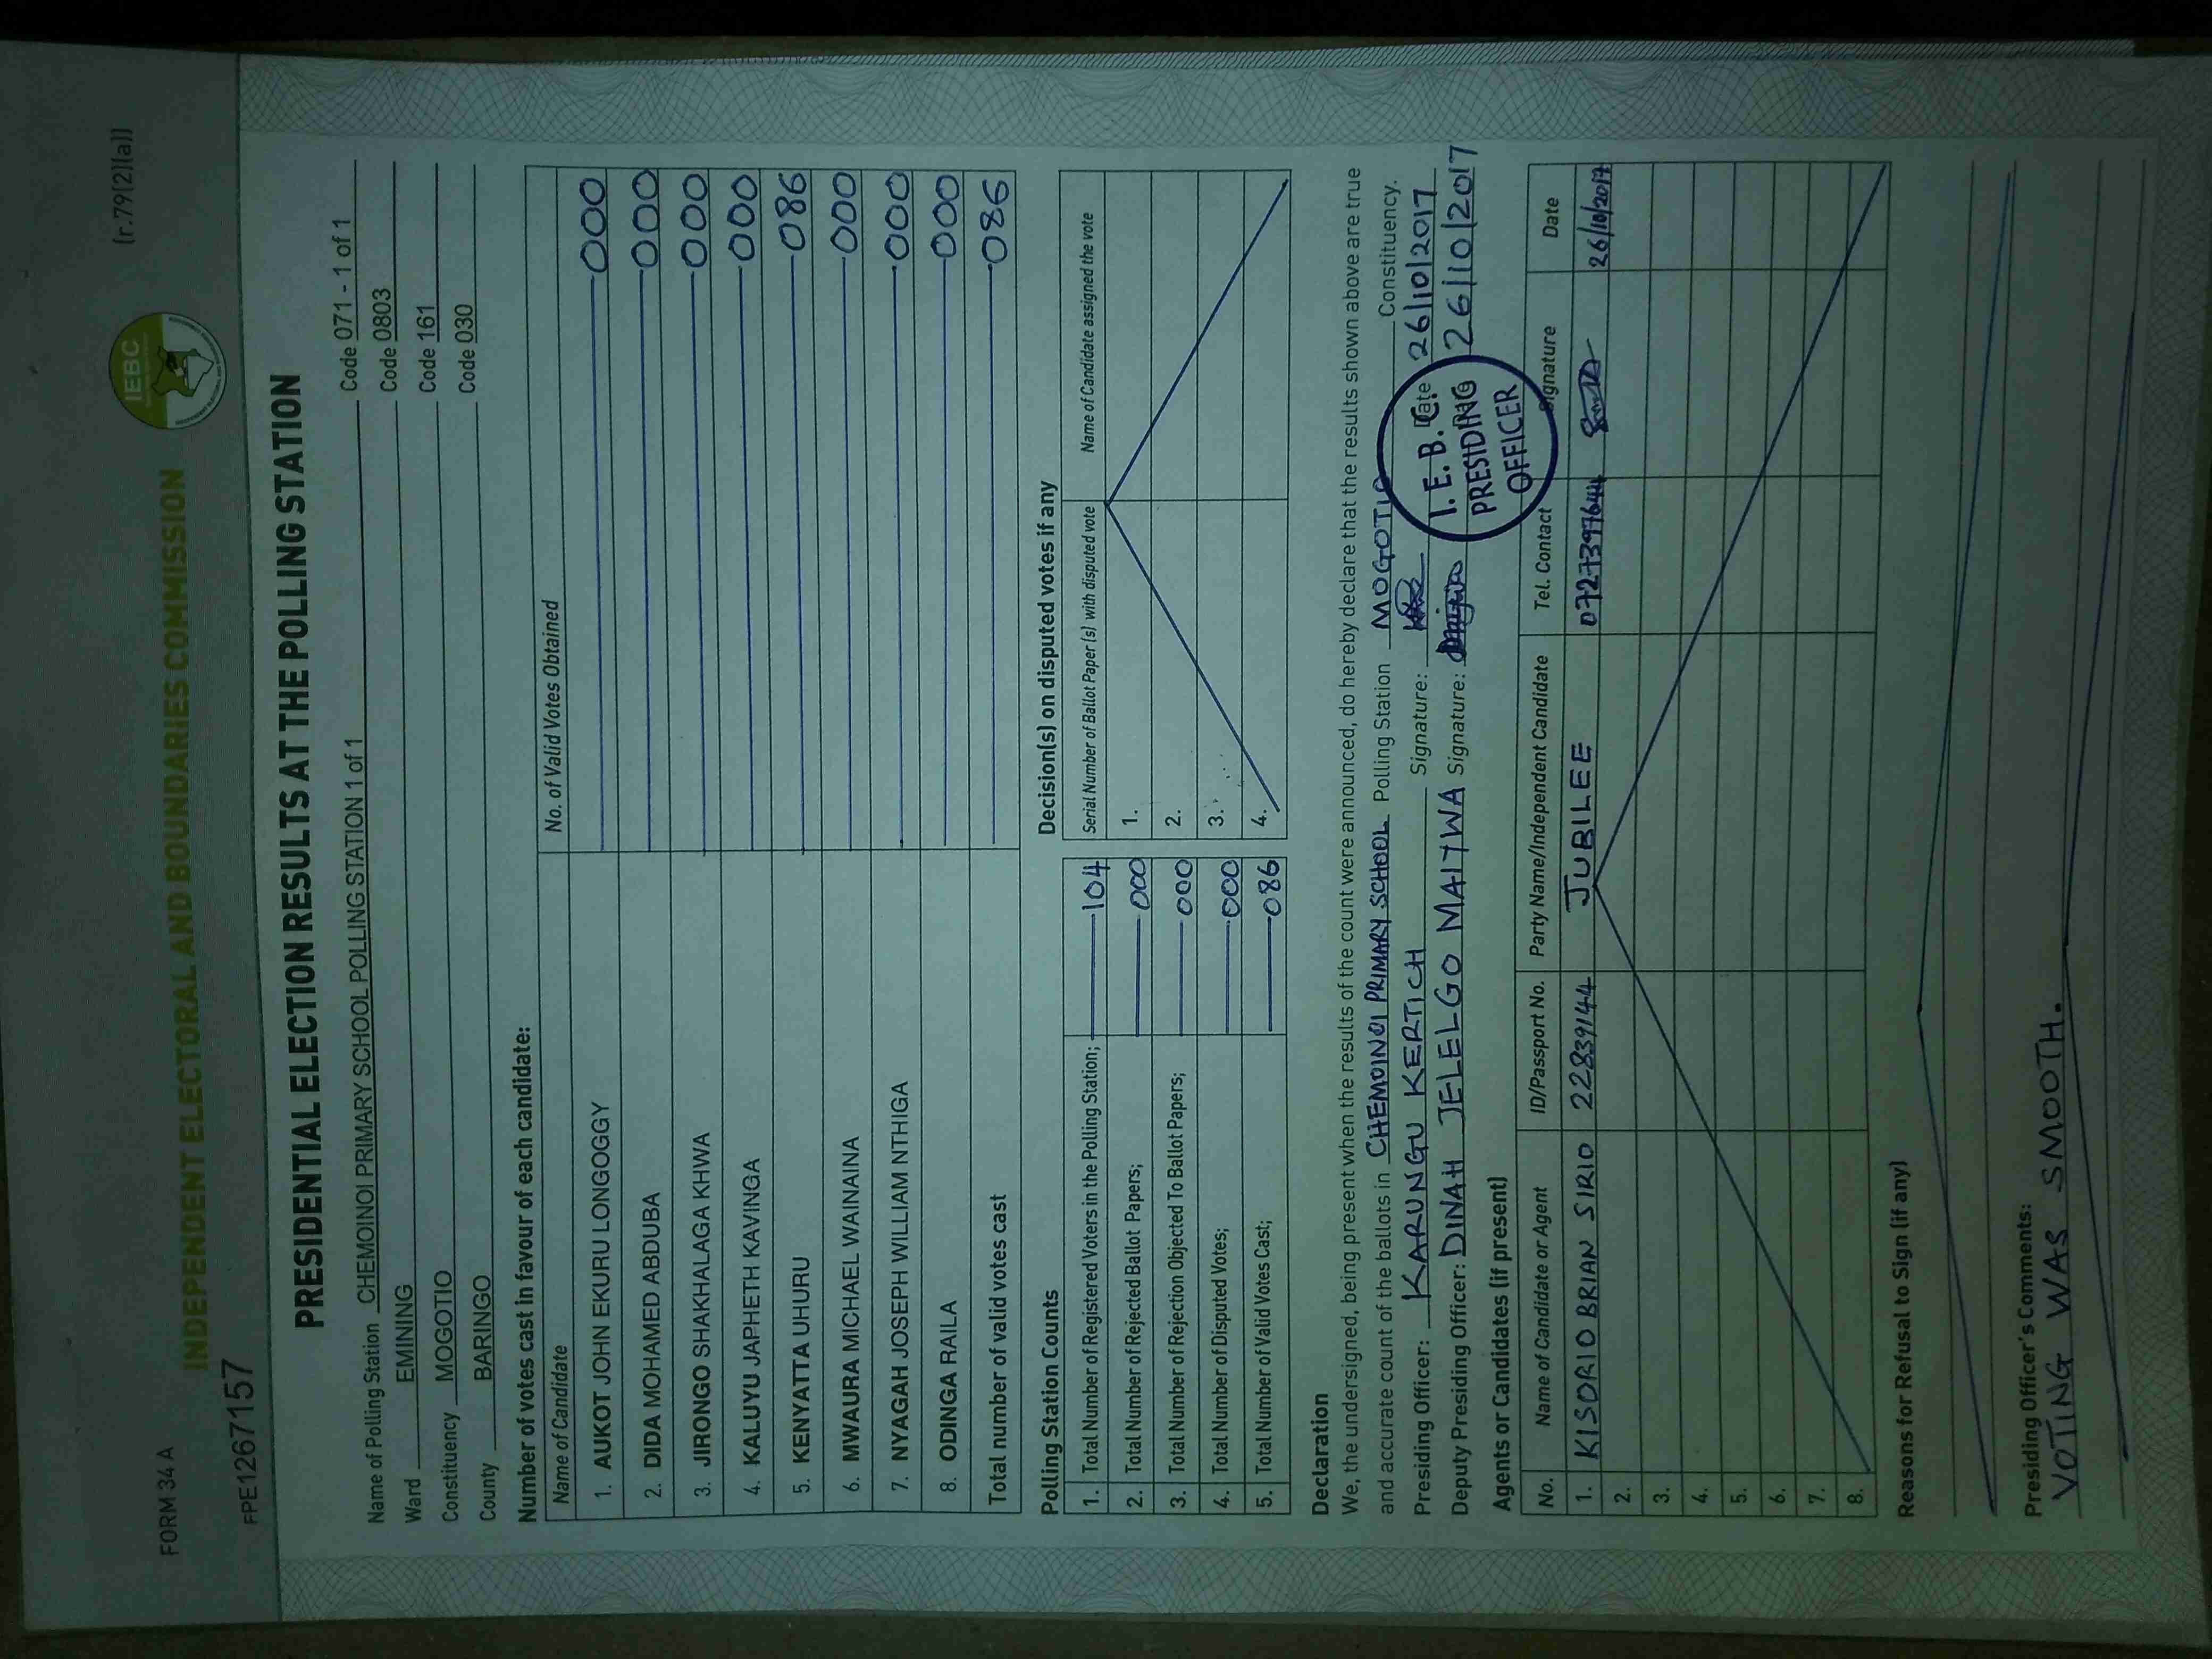 FORM 34 A
(r.79(2)(a))
IEBC
INDEPENDENT ELECTORAL AND BOUNDARIES COMMISSION
FPE1267157
PRESIDENTIAL ELECTION RESULTS AT THE POLLING STATION
Name of Polling Station CHEMOINOI PRIMARY SCHOOL POLLING STATION 1 of 1 Code 071 - 1 of 1
Ward EMINING Code 0803
Constituency MOGOTIO Code 161
County BARINGO Code 030
Number of votes cast in favour of each candidate:
Name of Candidate No. of Valid Votes Obtained
1. AUKOT JOHN EKURU LONGOGGY 000
2. DIDA MOHAMED ABDUBA 000
3. JIRONGO SHAKHALAGA KHWA 000
4. KALUYU JAPHETH KAVINGA 000
5. KENYATTA UHURU 086
6. MWAURA MICHAEL WAINAINA 000
7. NYAGAH JOSEPH WILLIAM NTHIGA 000
8. ODINGA RAILA 000
Total number of valid votes cast 086
Polling Station Counts
1. Total Number of Registered Voters in the Polling Station; 104
2. Total Number of Rejected Ballot Papers; 000
3. Total Number of Rejection Objected To Ballot Papers; 000
4. Total Number of Disputed Votes; 000
5. Total Number of Valid Votes Cast; 086
Decision(s) on disputed votes if any
Serial Number of Ballot Paper (s) with disputed vote Name of Candidate assigned the vote
1.
2.
3.
4.
Declaration
We, the undersigned, being present when the results of the count were announced, do hereby declare that the results shown above are true
and accurate count of the ballots in CHEMOINOI PRIMARY SCHOOL Polling Station MOGOTIO Constituency.
Presiding Officer: KARUNGU KERTICH Signature: Date 26/10/2017
Deputy Presiding Officer: DINAH JELELGO MAIYWA Signature: 26/10/2017
I.E.B.C.
PRESIDING
OFFICER
Agents or Candidates (if present)
No. Name of Candidate or Agent ID/Passport No. Party Name/Independent Candidate Tel. Contact Signature Date
1. KISORIO BRIAN SIRIO 22839144 JUBILEE 0727397644 26/10/2017
2.
3.
4.
5.
6.
7.
8.
Reasons for Refusal to Sign (if any)
Presiding Officer's Comments:
VOTING WAS SMOOTH.